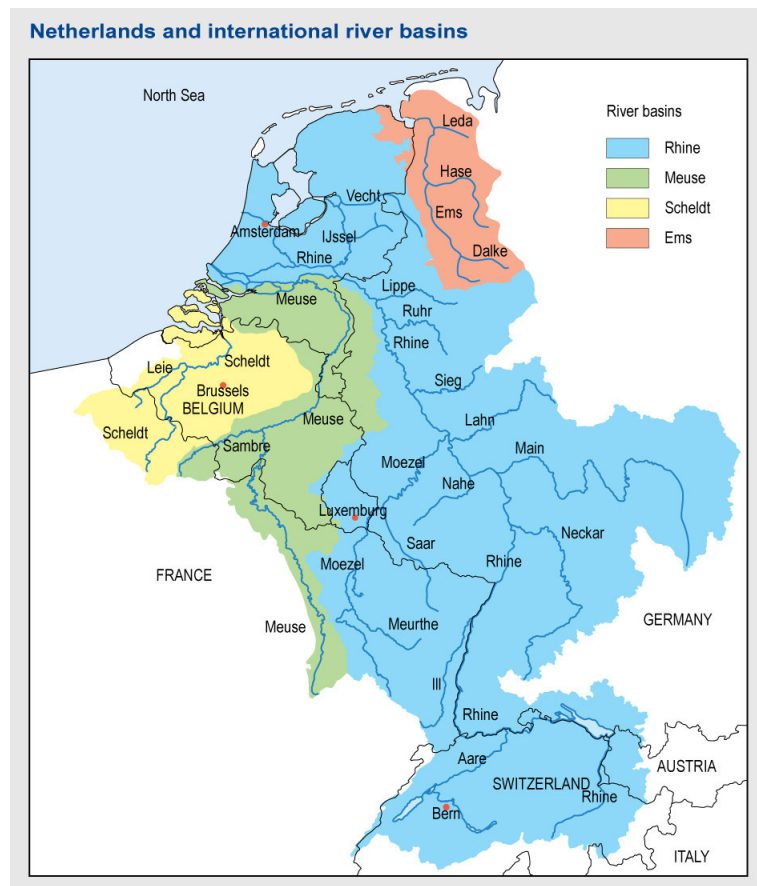 Netherlands and international river basins
North Sea
River basins
Rhine
Meuse
Scheldt
Ems
Leda
Hase
Vecht
Ems
Amsterdam
IJssel
Dalke
Rhine
Lippe
Meuse
Ruhr
Rhine
Leie
Scheldt
Sieg
Brussels
BELGIUM
Meuse
Lahn
Scheldt
Sambre
Main
Moezel
Nahe
Luxemburg
Neckar
Saar
Rhine
Moezel
FRANCE
Meurthe
GERMANY
Meuse
Ill
Rhine
Aare
AUSTRIA
SWITZERLAND
Rhine
Bern
ITALY